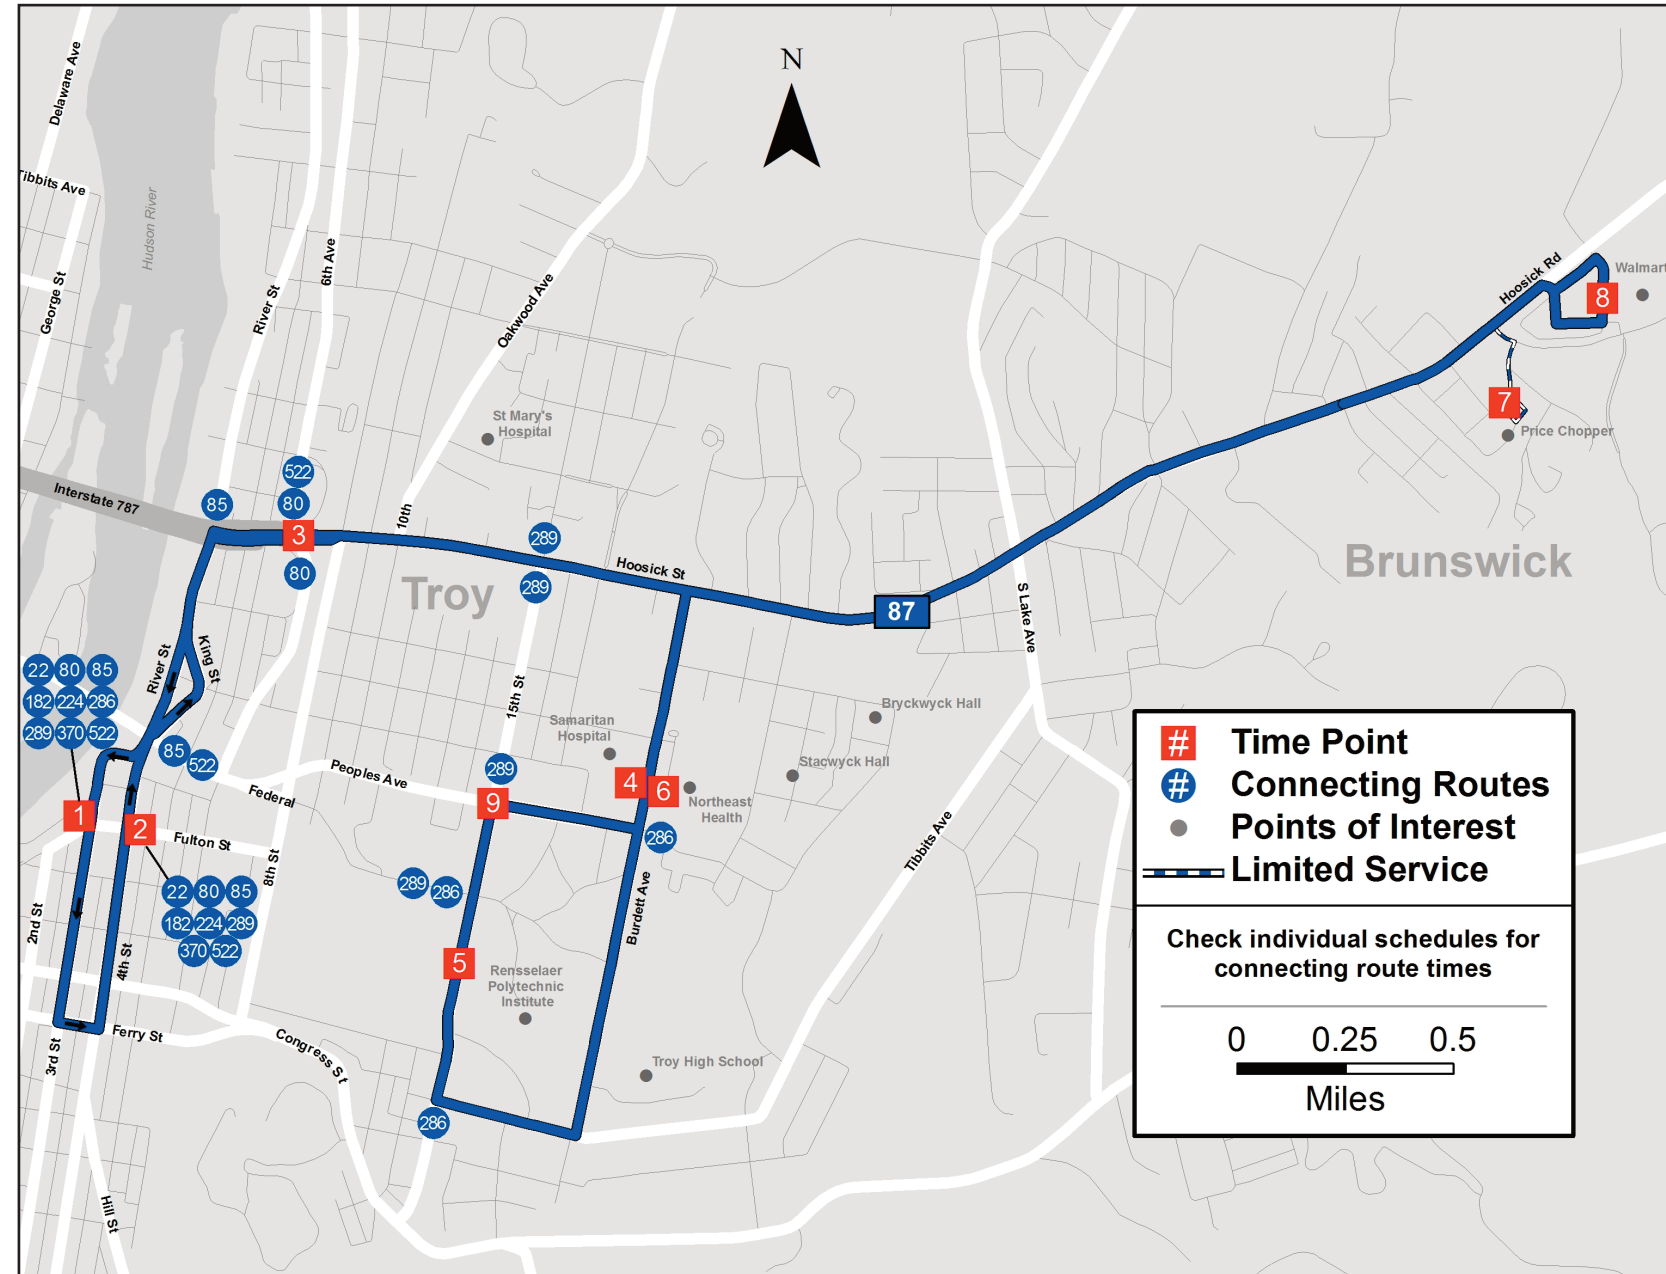 N
Delaware Ave
Tibbits Ave
Hudson River
George St
River St
6th Ave
Oakwood Ave
Hoosick Rd
Walmart
8
7
Price Chopper
St Mary's
Hospital
522
85
80
Interstate 787
3
10th
80
289
289
Hoosick St
Troy
Brunswick
87
S Lake Ave
River St
King St
22 80 85
182 224 286
289 370 522
85
522
15th St
Samaritan
Hospital
Bryckwyck Hall
Stacwyck Hall
Peoples Ave
Federal
289
9
4
6
Northeast
Health
286
1
2
Fulton St
8th St
22 80 85
182 224 289
370 522
289
286
Tibbits Ave
Burdett Ave
2nd St
4th St
5
Rensselaer
Polytechnic
Institute
Ferry St
3rd St
Congress St
Troy High School
286
Hill St
# Time Point
# Connecting Routes
Points of Interest
Limited Service
Check individual schedules for
connecting route times
0 0.25 0.5
Miles